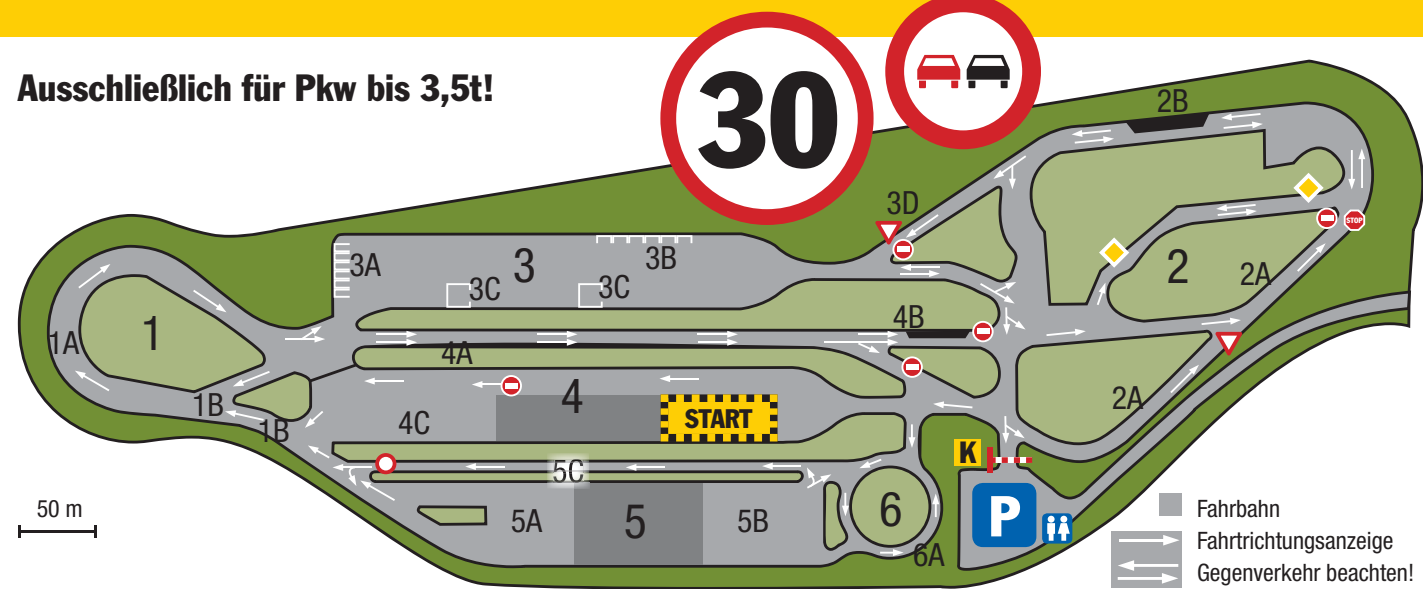 Ausschließlich für Pkw bis 3,5t!
30
2B
3D
STOP
3A
3
3B
2
2A
3C
3C
1
1A
4B
4A
4
2A
1B
START
1B
4C
K
5C
50 m
5A
5
5B
6
P
6A
Fahrbahn
Fahrtrichtungsanzeige
Gegenverkehr beachten!